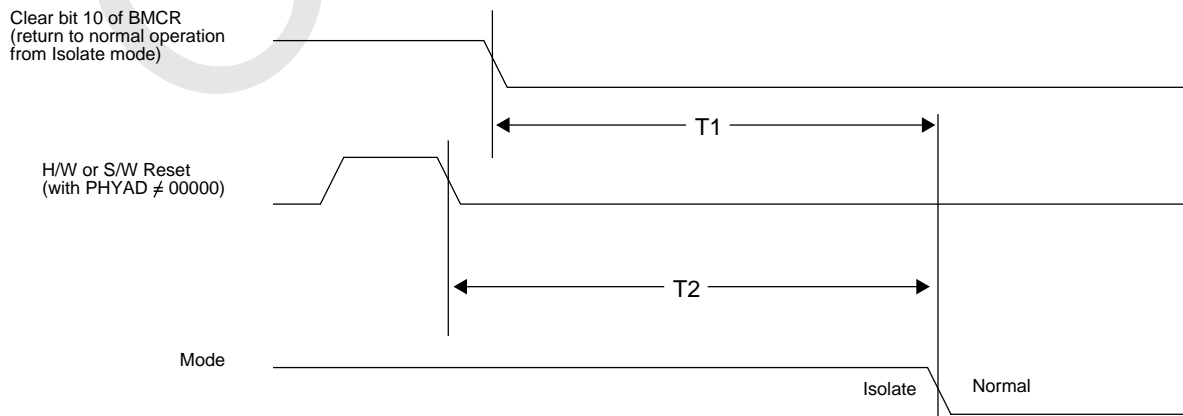 Clear bit 10 of BMCR
(return to normal operation
from Isolate mode)
T1
H/W or S/W Reset
(with PHYAD ≠ 00000)
T2
Mode
Isolate
Normal